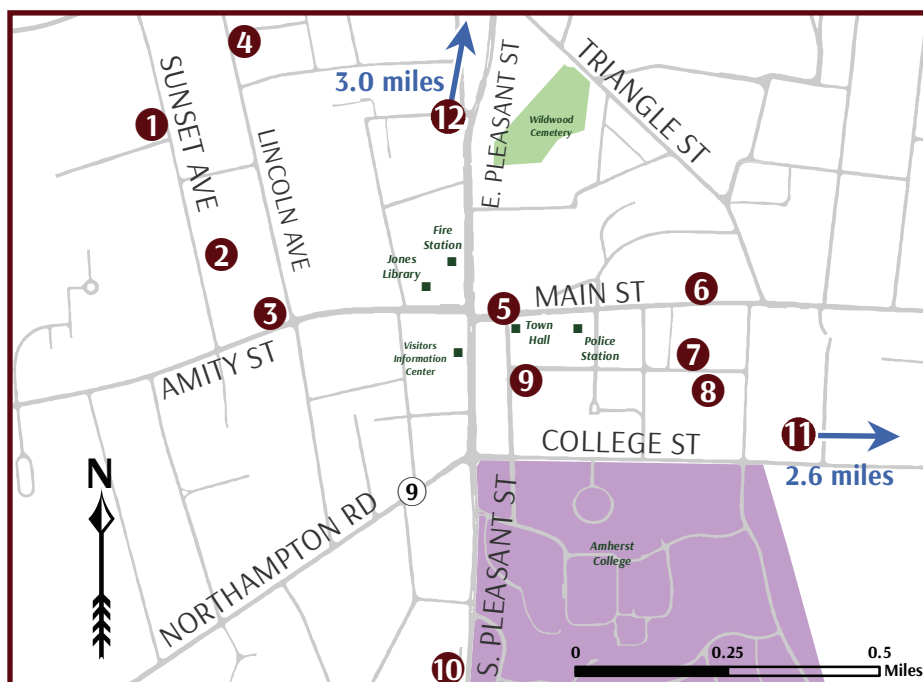 4
SUNSET AVE
1
LINCOLN AVE
3.0 miles
12
E. PLEASANT ST
TRIANGLE ST
Wildwood
Cemetery
2
Fire
Station
Jones
Library
3
AMITY ST
5
MAIN ST
6
Town
Hall
Police
Station
Visitors
Information
Center
7
9
8
COLLEGE ST
11
2.6 miles
N
9
NORTHAMPTON RD
S. PLEASANT ST
Amherst
College
10
0 0.25 0.5
Miles